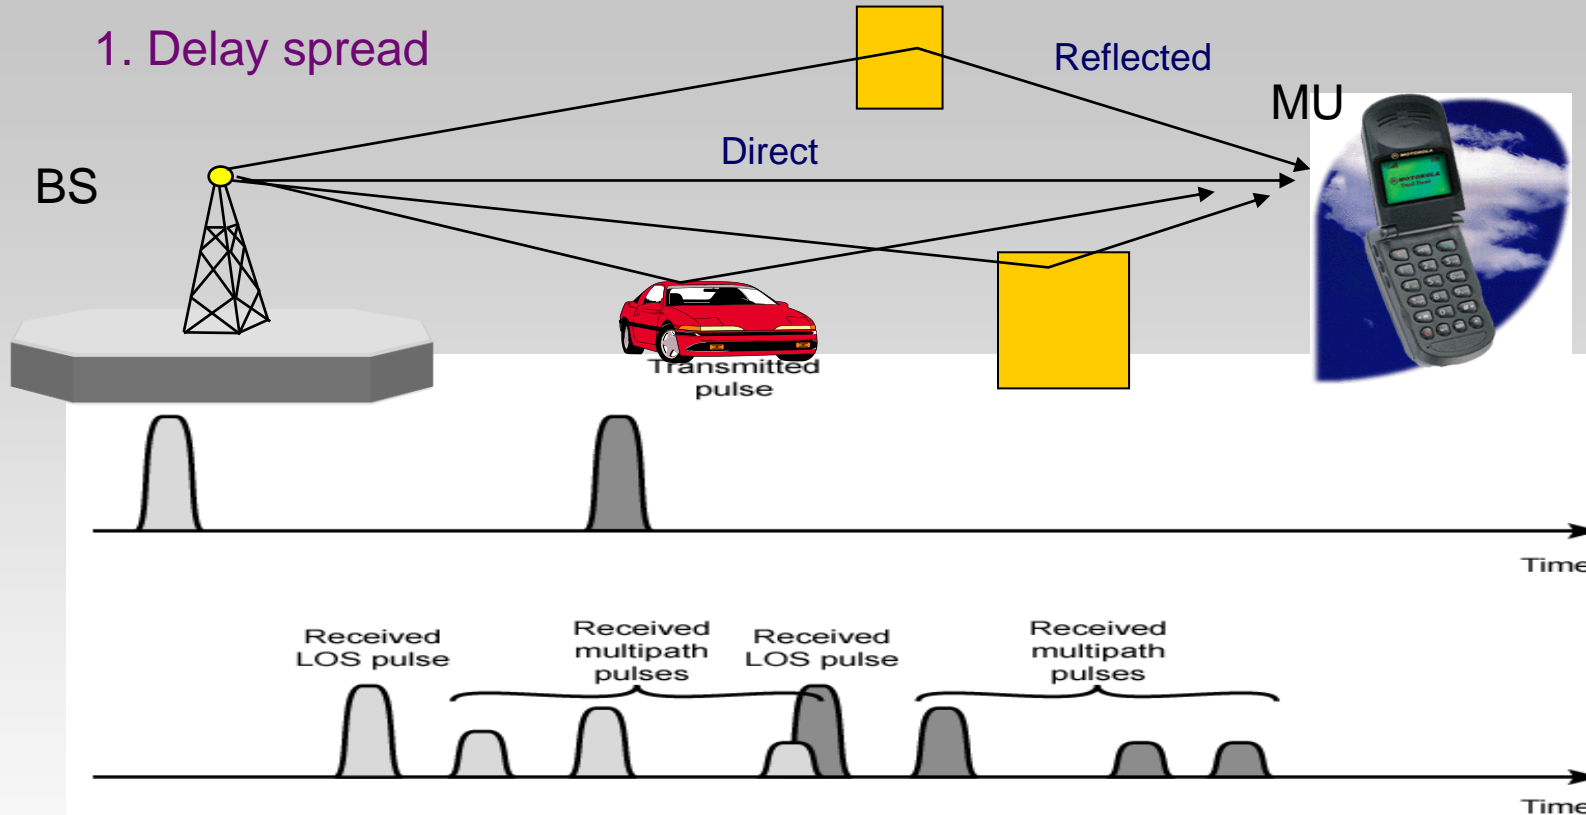 1. Delay spread
Reflected
MU
Direct
BS
MOTOROLA
Transmitted
pulse
Time
Received
LOS pulse
Received
multipath
pulses
Received
LOS pulse
Received
multipath
pulses
Time